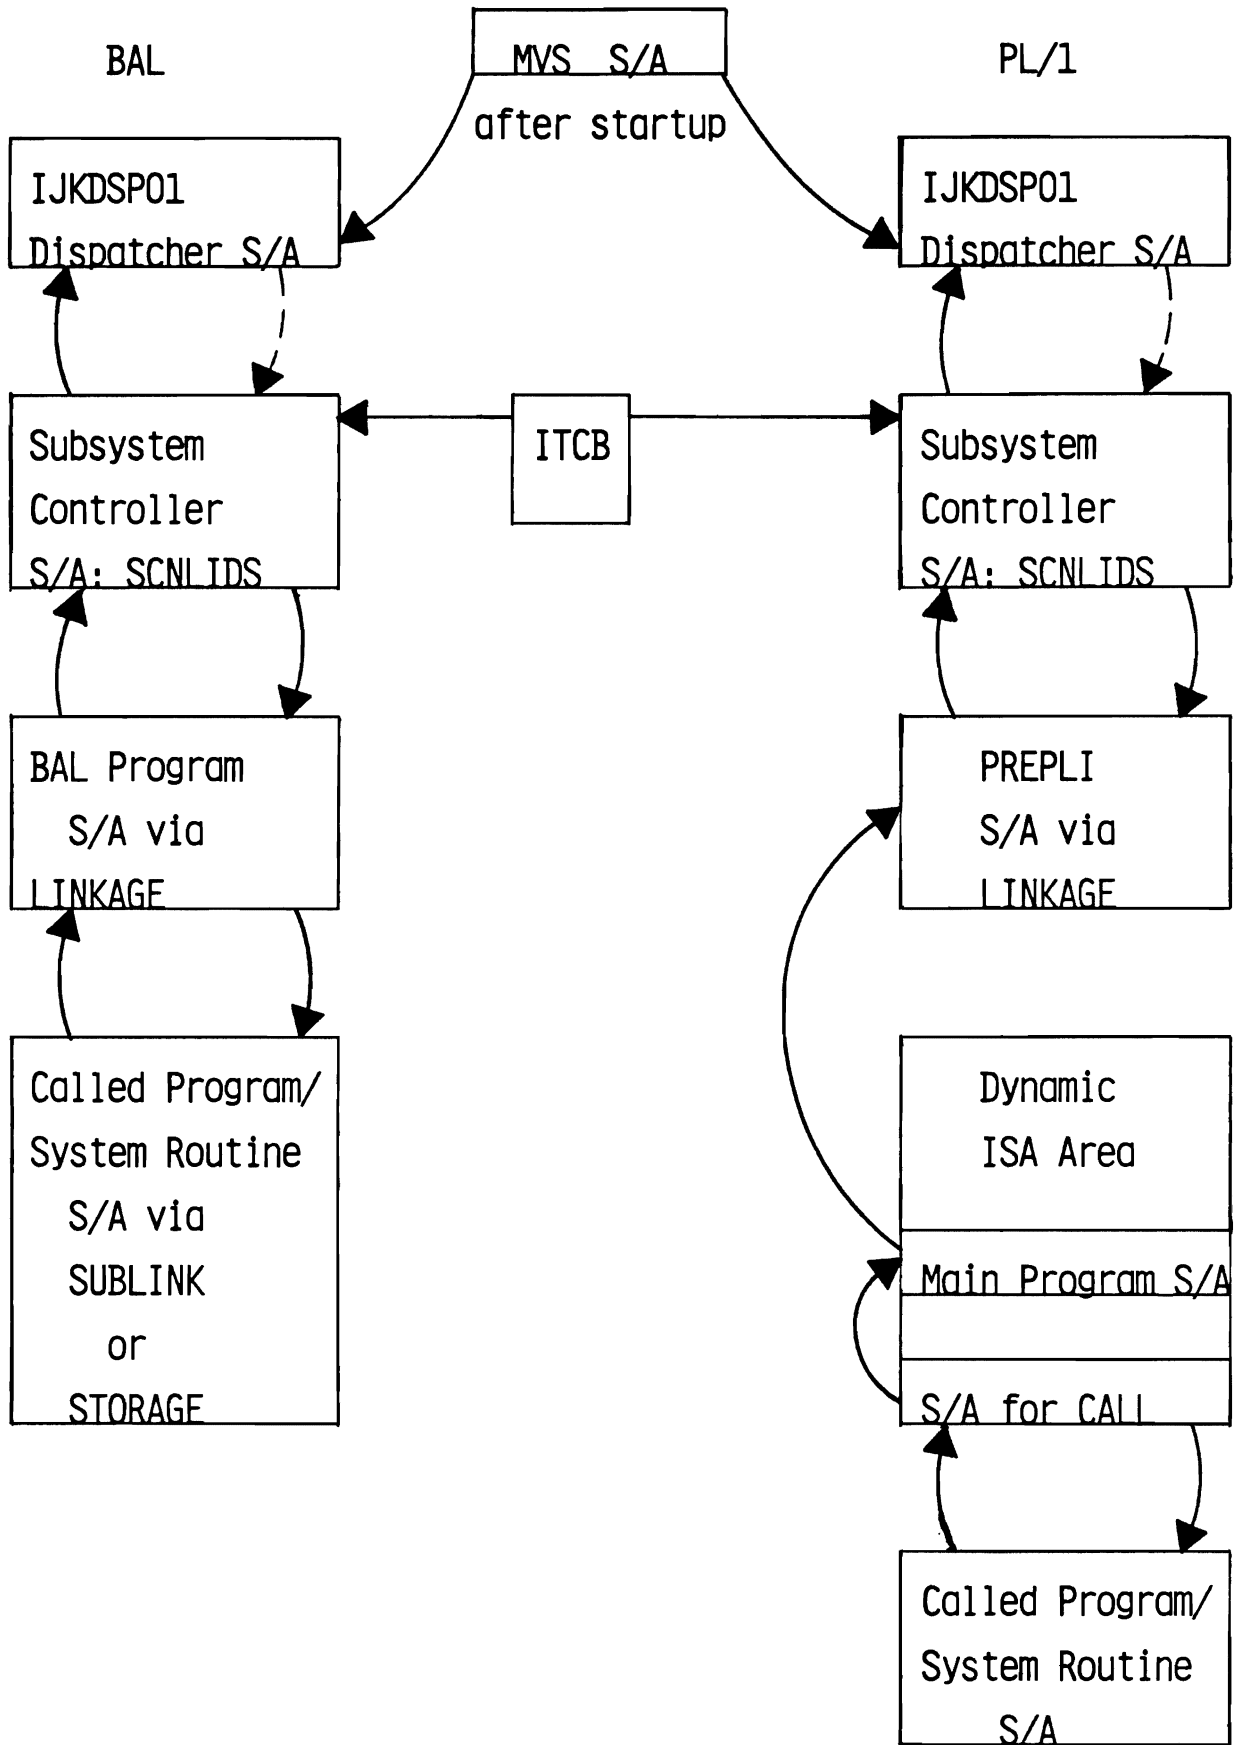 BAL
MVS S/A
after startup
PL/1
IJKDSP01
Dispatcher S/A
Subsystem
Controller
S/A: SCNLIDS
BAL Program
S/A via
LINKAGE
Called Program/
System Routine
S/A via
SUBLINK
or
STORAGE
ITCB
IJKDSP01
Dispatcher S/A
Subsystem
Controller
S/A: SCNLIDS
PREPLI
S/A via
LINKAGE
Dynamic
ISA Area
Main Program S/A
S/A for CALL
Called Program/
System Routine
S/A